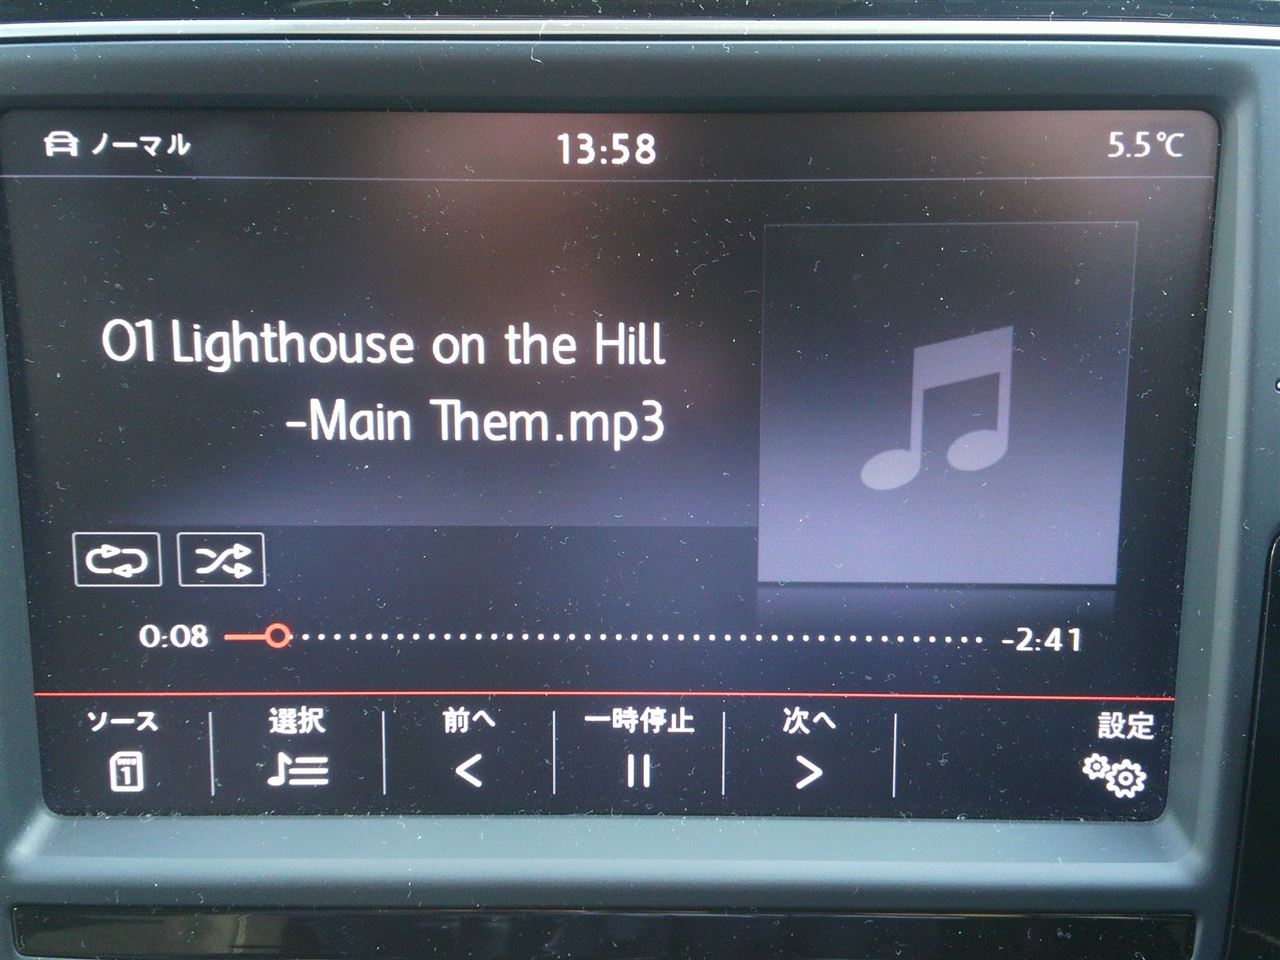 ノーマル 13:58 5.5℃
01 Lighthouse on the Hill
-Main Them.mp3
0:08 -2:41
ソース 選択 前へ 一時停止 次へ 設定
1